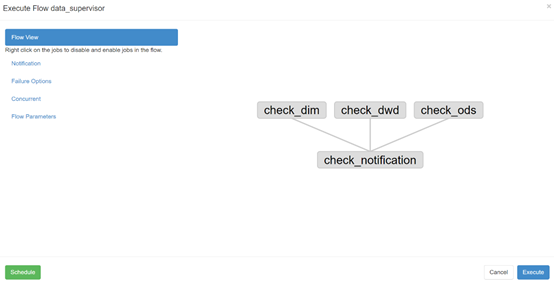 Execute Flow data_supervisor
×
Flow View
Right click on the jobs to disable and enable jobs in the flow.
Notification
Failure Options
Concurrent
Flow Parameters
check_dim
check_dwd
check_ods
check_notification
Schedule
Cancel
Execute